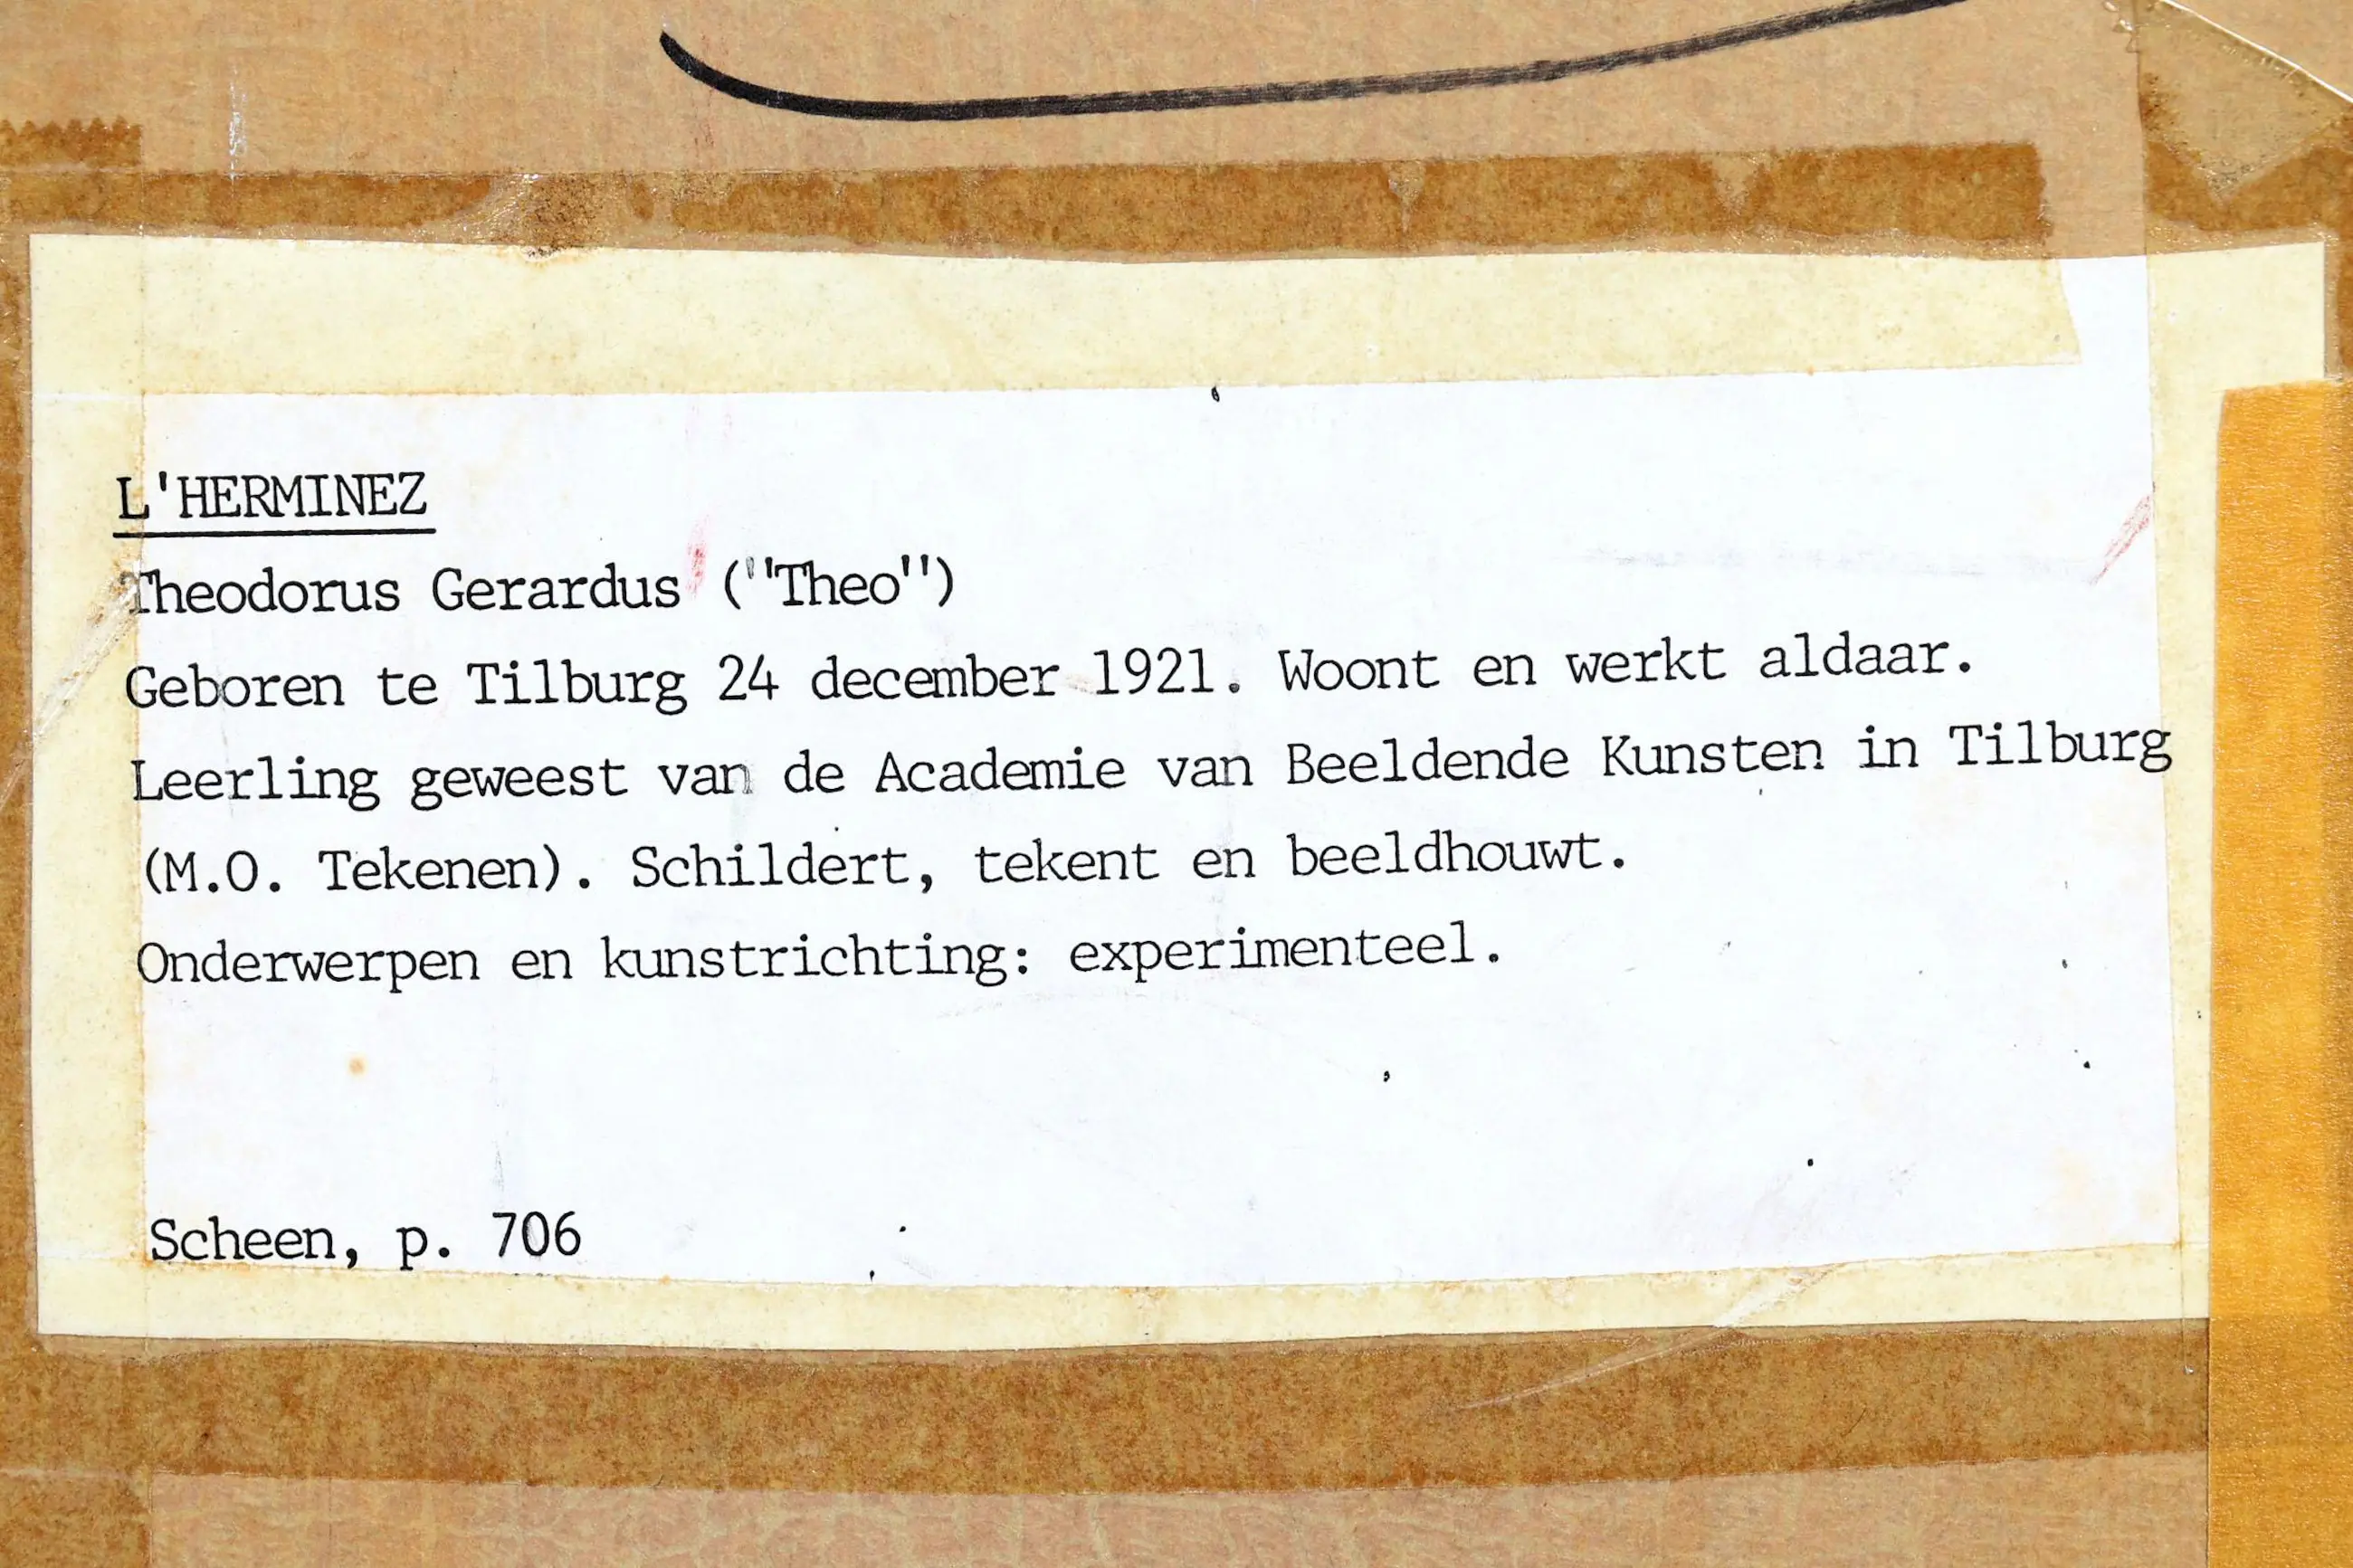 L'HERMINEZ
Theodorus Gerardus ("Theo")
Geboren te Tilburg 24 december 1921. Woont en werkt aldaar.
Leerling geweest van de Academie van Beeldende Kunsten in Tilburg
(M.O. Tekenen). Schildert, tekent en beeldhouwt.
Onderwerpen en kunstrichting: experimenteel.
Scheen, p. 706